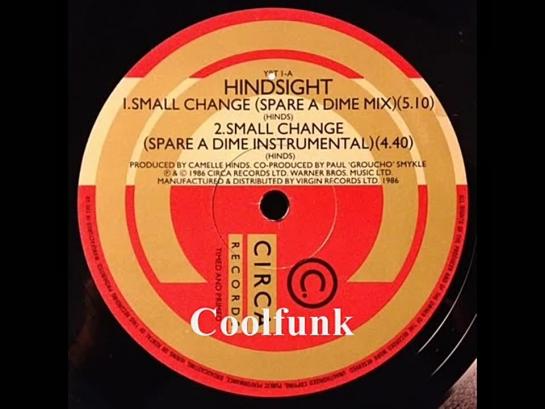 YRT 1-A
HINDSIGHT
1.SMALL CHANGE (SPARE A DIME MIX)(5.10)
(HINDS)
2.SMALL CHANGE
(SPARE A DIME INSTRUMENTAL)(4.40)
(HINDS)
PRODUCED BY CAMELLE HINDS. CO-PRODUCED BY PAUL 'GROUCHO' SMYKLE
℗ & © 1986 CIRCA RECORDS LTD. WARNER BROS. MUSIC LTD.
MANUFACTURED & DISTRIBUTED BY VIRGIN RECORDS LTD. 1986
CIRCA
RECORDS
C.
Coolfunk